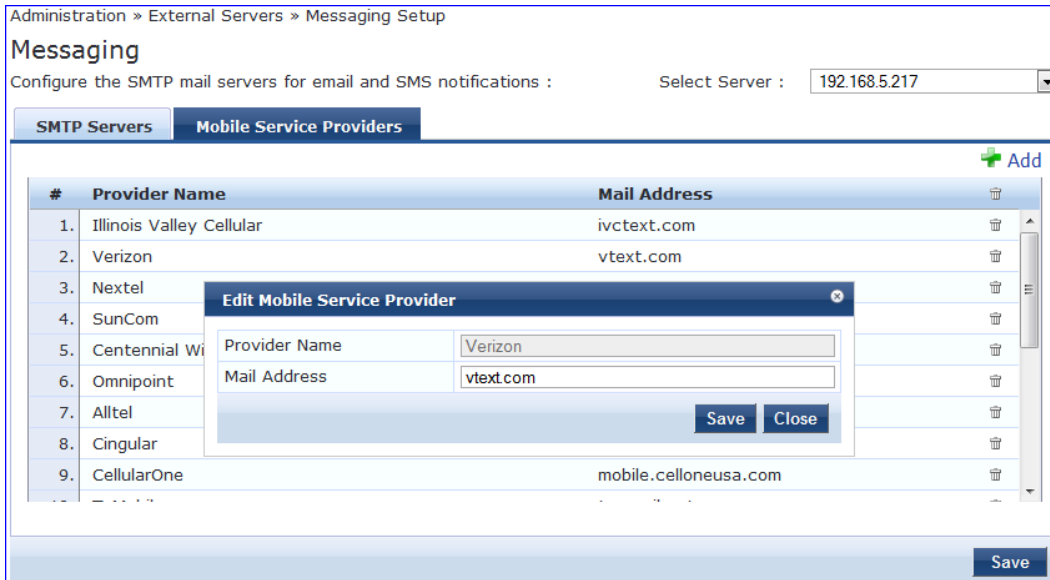 Administration » External Servers » Messaging Setup
Messaging
Configure the SMTP mail servers for email and SMS notifications : Select Server : 192.168.5.217
SMTP Servers Mobile Service Providers
Add
# Provider Name Mail Address
1. Illinois Valley Cellular ivctext.com
2. Verizon vtext.com
3. Nextel
4. SunCom
5. Centennial Wi
6. Omnipoint
7. Alltel
8. Cingular
9. CellularOne mobile.celloneusa.com
Edit Mobile Service Provider
Provider Name Verizon
Mail Address vtext.com
Save Close
Save